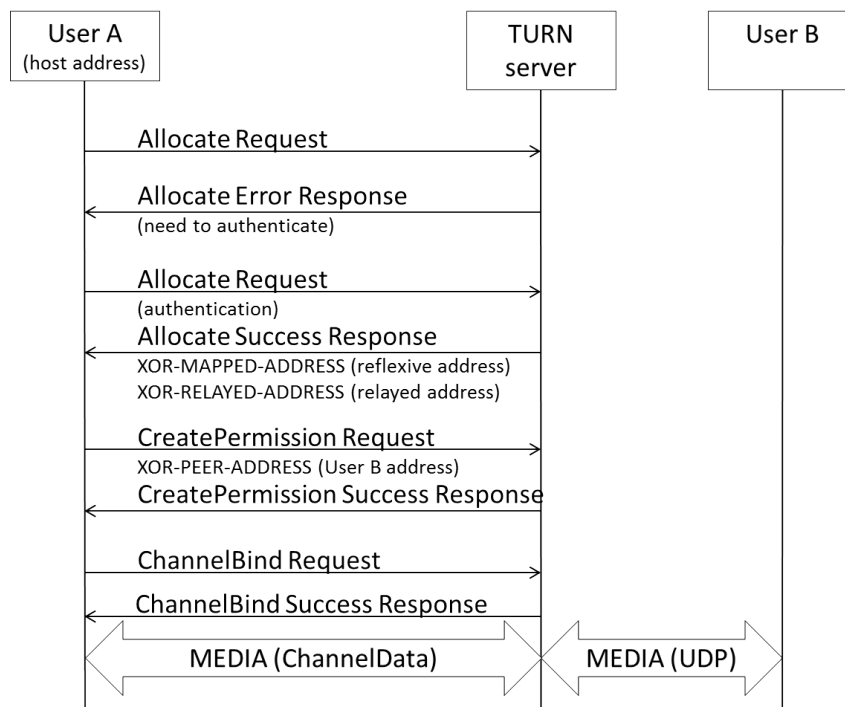 User A
(host address)
TURN
server
User B
Allocate Request
Allocate Error Response
(need to authenticate)
Allocate Request
(authentication)
Allocate Success Response
XOR-MAPPED-ADDRESS (reflexive address)
XOR-RELAYED-ADDRESS (relayed address)
CreatePermission Request
XOR-PEER-ADDRESS (User B address)
CreatePermission Success Response
ChannelBind Request
ChannelBind Success Response
MEDIA (ChannelData)
MEDIA (UDP)